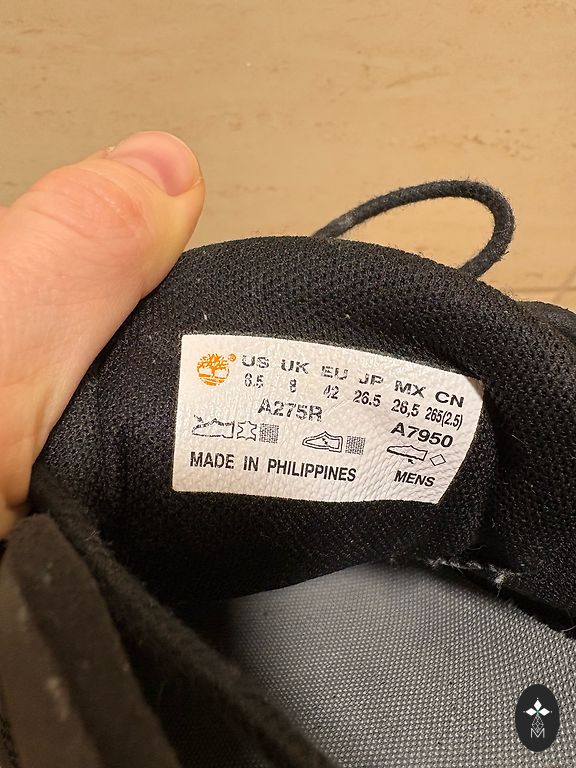 US UK EU JP MX CN
8.5 8 42 26.5 26,5 265(2.5)
A275R A7950
MADE IN PHILIPPINES MENS
M